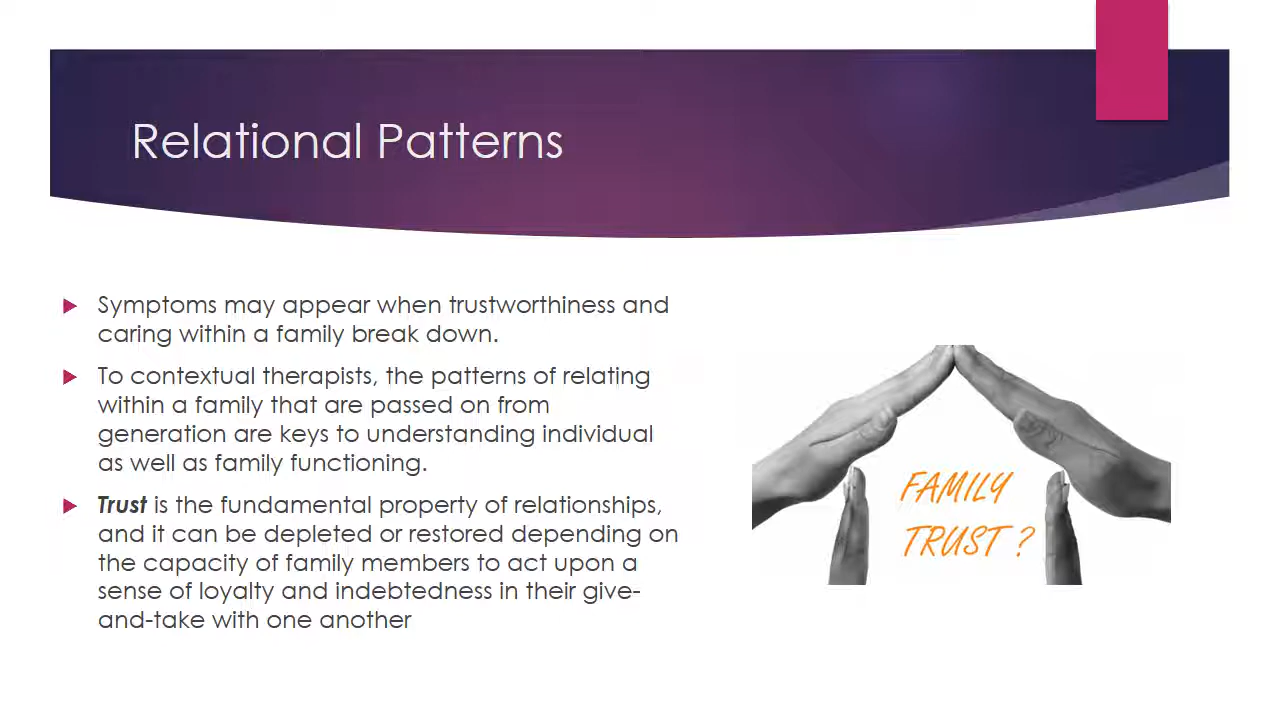 Relational Patterns
Symptoms may appear when trustworthiness and
caring within a family break down.
To contextual therapists, the patterns of relating
within a family that are passed on from
generation are keys to understanding individual
as well as family functioning.
Trust is the fundamental property of relationships,
and it can be depleted or restored depending on
the capacity of family members to act upon a
sense of loyalty and indebtedness in their give-
and-take with one another
FAMILY
TRUST ?